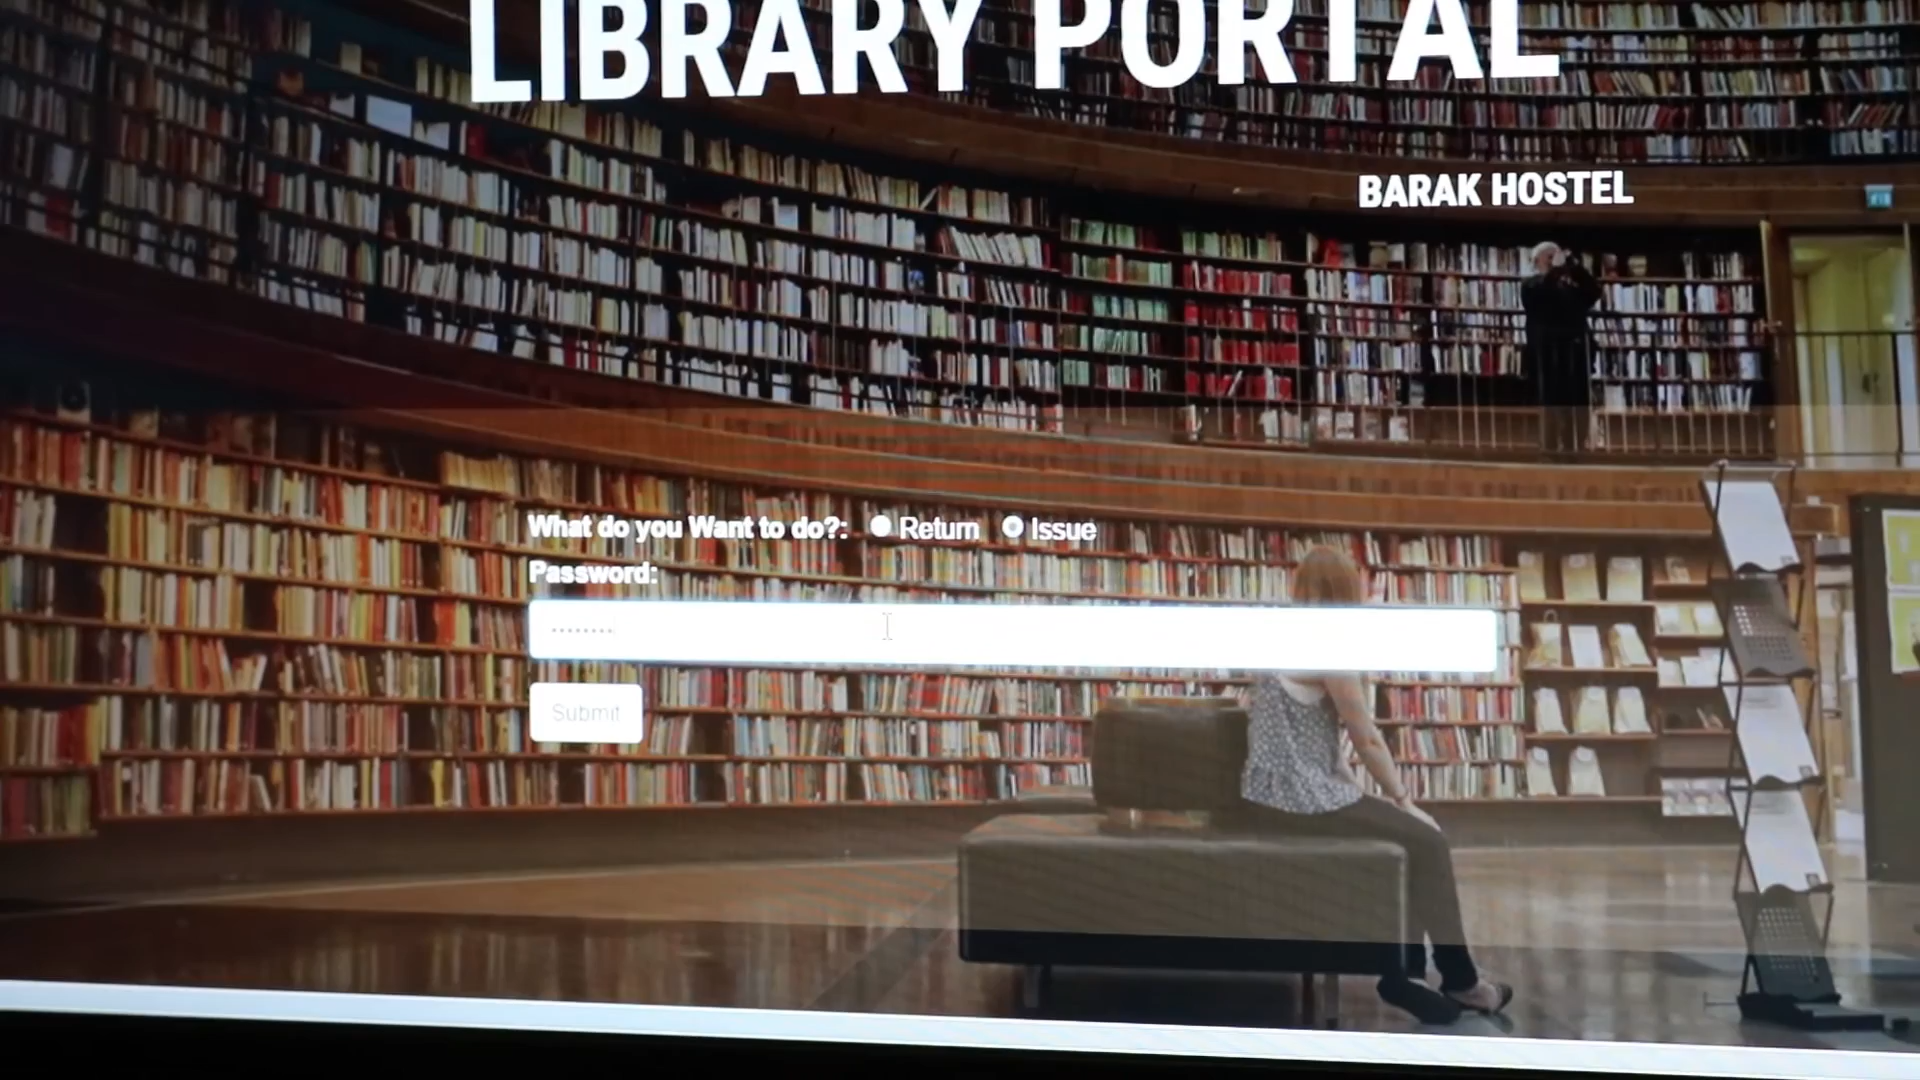 LIBRARY PORTAL
BARAK HOSTEL
What do you Want to do?: Return Issue
Password:
........
Submit